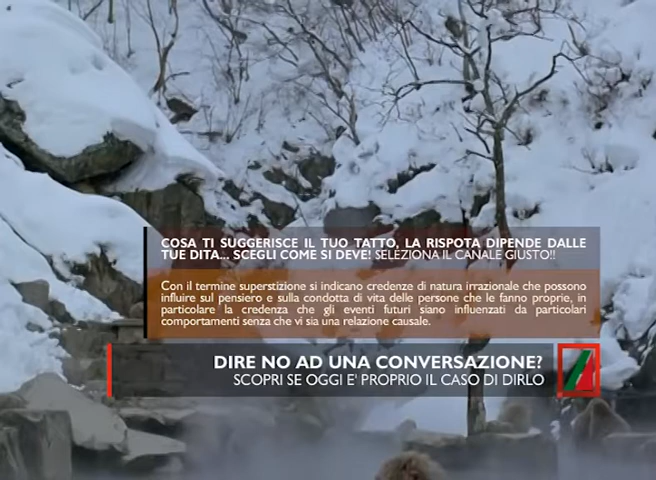 COSA TI SUGGERISCE IL TUO TATTO, LA RISPOTA DIPENDE DALLE
TUE DITA... SCEGLI COME SI DEVE! SELEZIONA IL CANALE GIUSTO!!
Con il termine superstizione si indicano credenze di natura irrazionale che possono
influire sul pensiero e sulla condotta di vita delle persone che le fanno proprie, in
particolare la credenza che gli eventi futuri siano influenzati da particolari
comportamenti senza che vi sia una relazione causale.
DIRE NO AD UNA CONVERSAZIONE?
SCOPRI SE OGGI E' PROPRIO IL CASO DI DIRLO